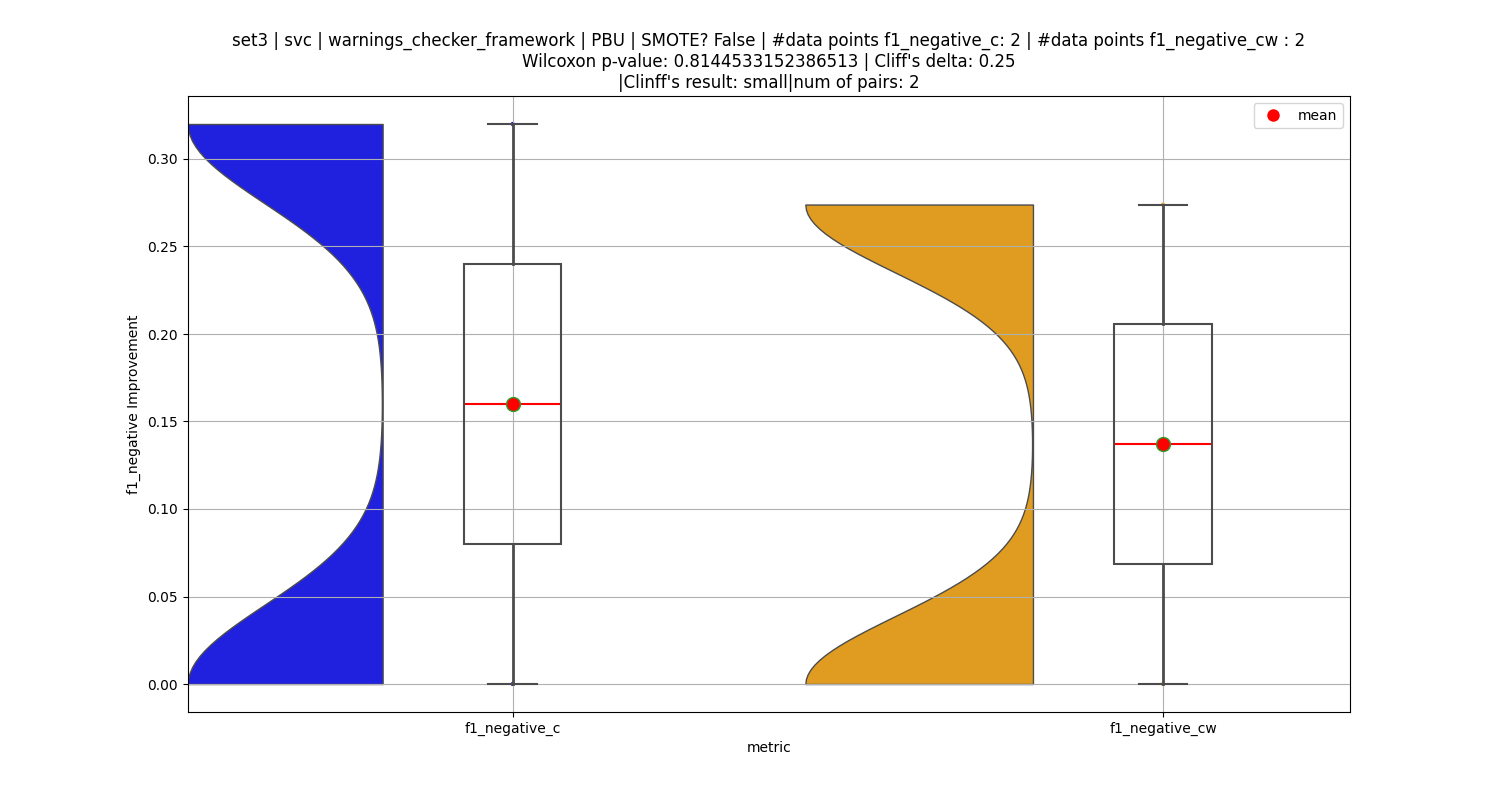 set3 | svc | warnings_checker_framework | PBU | SMOTE? False | #data points f1_negative_c: 2 | #data points f1_negative_cw : 2
Wilcoxon p-value: 0.8144533152386513 | Cliff's delta: 0.25
|Clinff's result: small|num of pairs: 2
mean
0.30
0.25
0.20
0.15
0.10
0.05
0.00
f1_negative Improvement
f1_negative_c
f1_negative_cw
metric